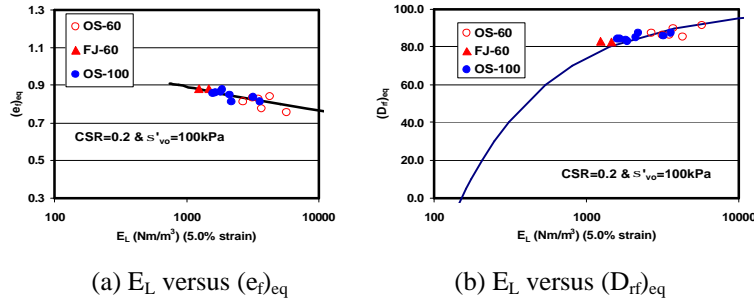 1.3
1.1
0.9
0.7
0.5
0.3
(e_f)_eq
OS-60
FJ-60
OS-100
CSR=0.2 & s'_vo=100kPa
100 1000 10000
E_L (Nm/m³) (5.0% strain)
(a) E_L versus (e_f)_eq
100.0
80.0
60.0
40.0
20.0
0.0
(D_rf)_eq
OS-60
FJ-60
OS-100
CSR=0.2 & s'_vo=100kPa
100 1000 10000
E_L (Nm/m³) (5.0% strain)
(b) E_L versus (D_rf)_eq